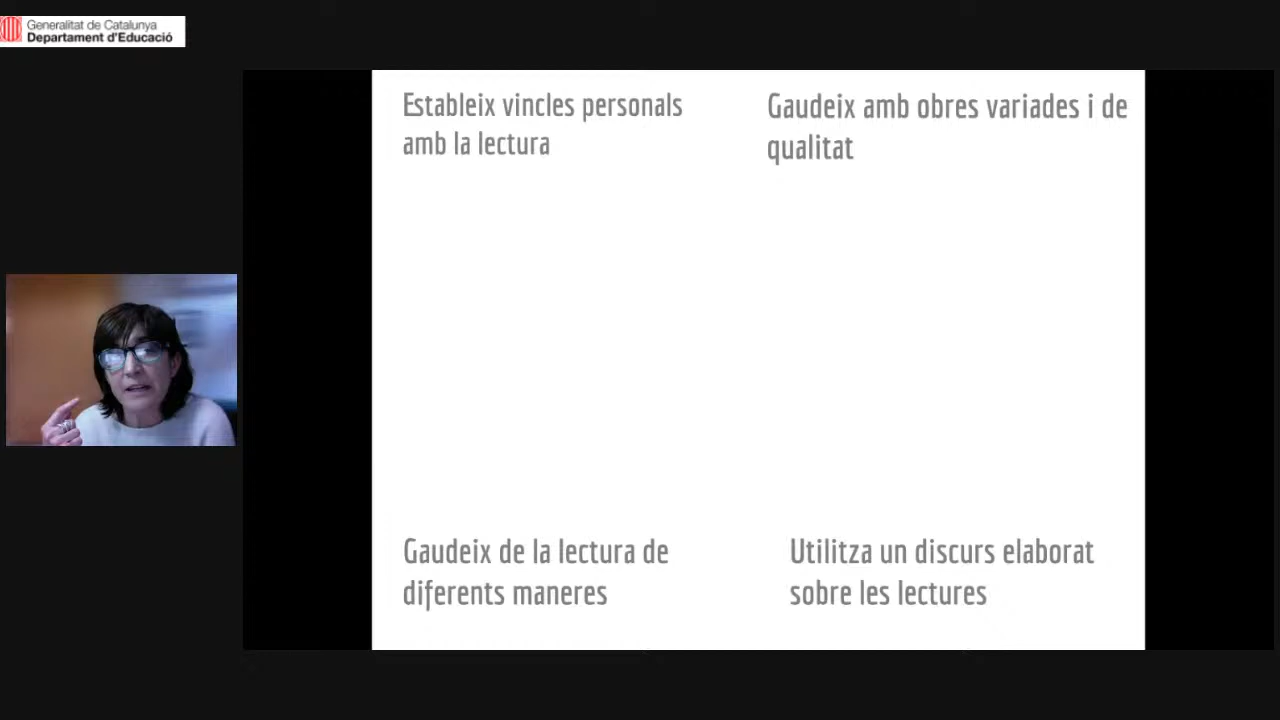 Generalitat de Catalunya
Departament d'Educació
Estableix vincles personals
amb la lectura
Gaudeix amb obres variades i de
qualitat
Gaudeix de la lectura de
diferents maneres
Utilitza un discurs elaborat
sobre les lectures